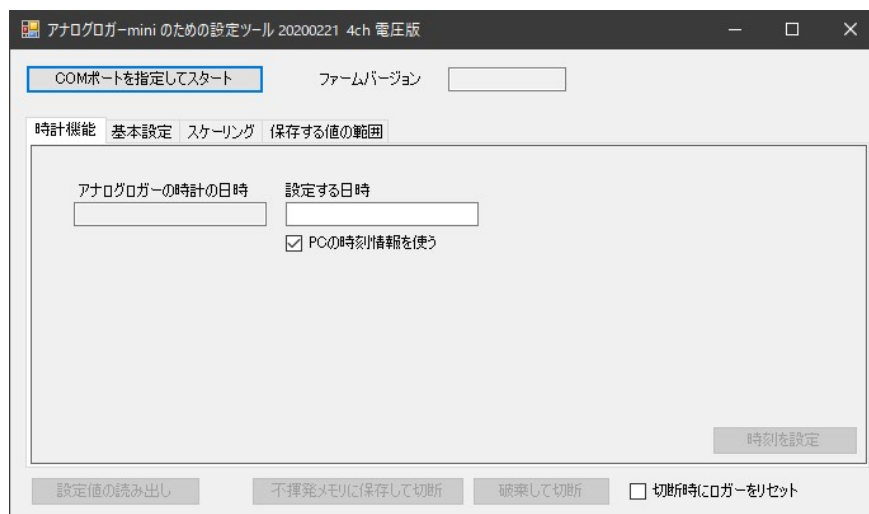 アナログロガーmini のための設定ツール 20200221 4ch 電圧版
COMポートを指定してスタート ファームバージョン
時計機能 基本設定 スケーリング 保存する値の範囲
アナログロガーの時計の日時 設定する日時
PCの時刻情報を使う
時刻を設定
設定値の読み出し 不揮発メモリに保存して切断 破棄して切断 切断時にロガーをリセット